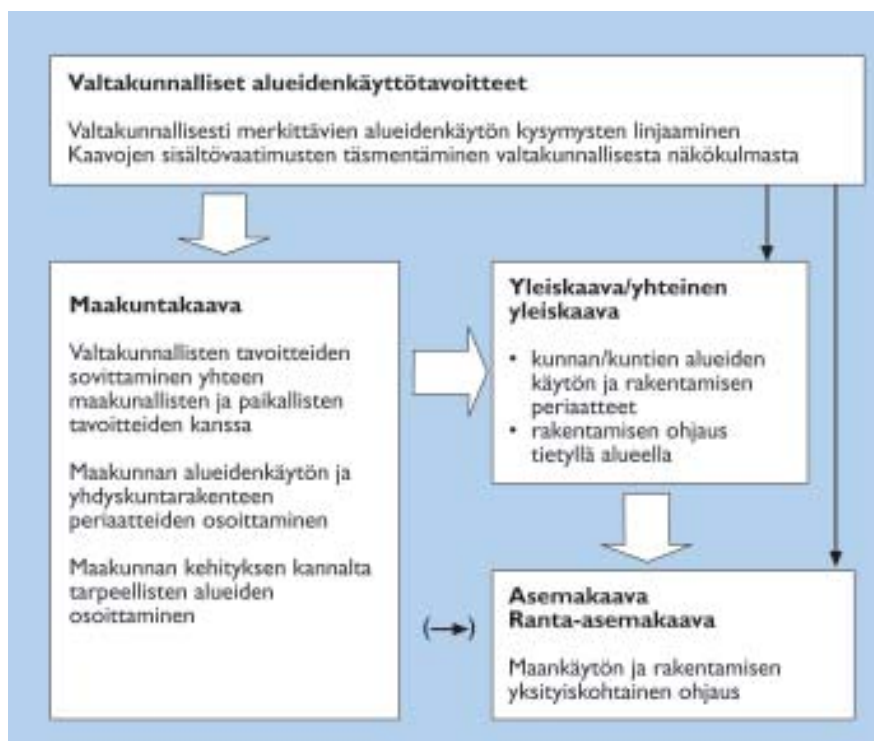 Valtakunnalliset alueidenkäyttötavoitteet
Valtakunnallisesti merkittävien alueidenkäytön kysymysten linjaaminen
Kaavojen sisältövaatimusten täsmentäminen valtakunnallisesta näkökulmasta
Maakuntakaava
Valtakunnallisten tavoitteiden
sovittaminen yhteen
maakunallisten ja paikallisten
tavoitteiden kanssa
Maakunnan alueidenkäytön ja
yhdyskuntarakenteen
periaatteiden osoittaminen
Maakunnan kehityksen kannalta
tarpeellisten alueiden
osoittaminen
Yleiskaava/yhteinen
yleiskaava
• kunnan/kuntien alueiden
käytön ja rakentamisen
periaatteet
• rakentamisen ohjaus
tietyllä alueella
(→)
Asemakaava
Ranta-asemakaava
Maankäytön ja rakentamisen
yksityiskohtainen ohjaus